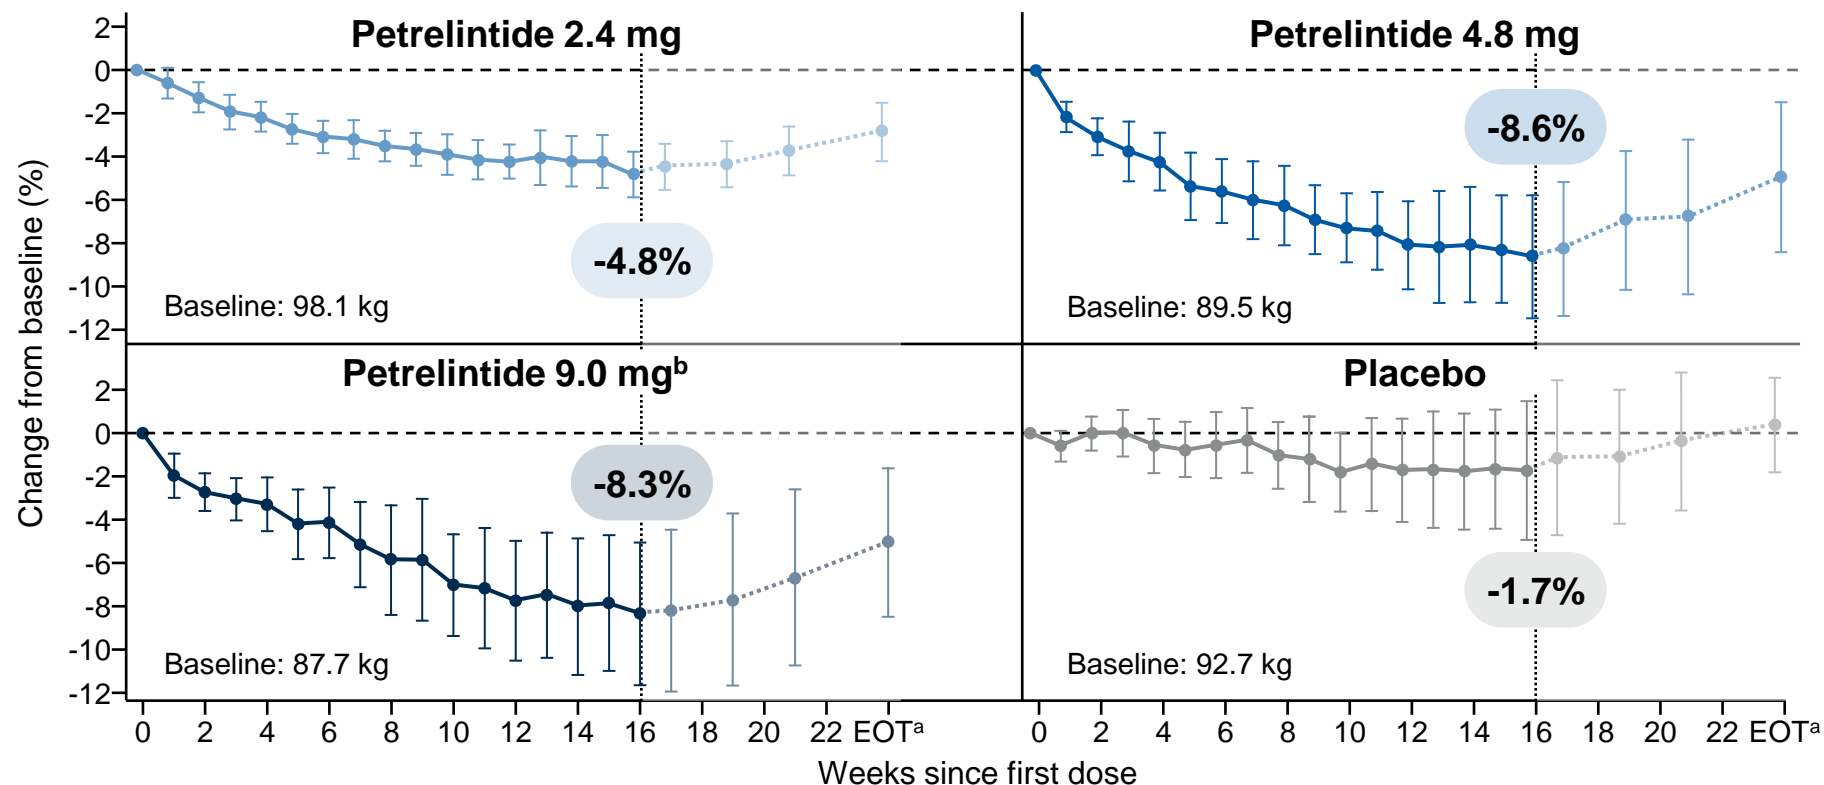 Petrelintide 2.4 mg
Petrelintide 4.8 mg
2
0
-2
-4
-6
-8
-10
-12
-4.8%
-8.6%
Baseline: 98.1 kg
Baseline: 89.5 kg
Change from baseline (%)
Petrelintide 9.0 mgᵇ
Placebo
2
0
-2
-4
-6
-8
-10
-12
-8.3%
-1.7%
Baseline: 87.7 kg
Baseline: 92.7 kg
0 2 4 6 8 10 12 14 16 18 20 22 EOTᵃ
0 2 4 6 8 10 12 14 16 18 20 22 EOTᵃ
Weeks since first dose